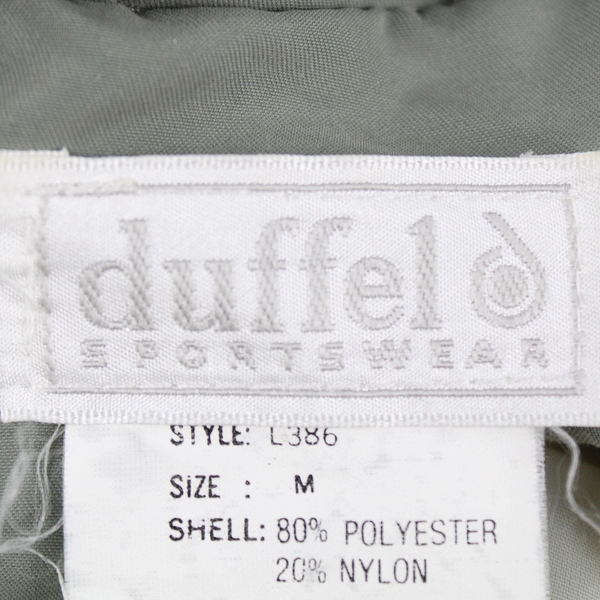 duffel
SPORTSWEAR
STYLE: L386
SIZE : M
SHELL: 80% POLYESTER
20% NYLON